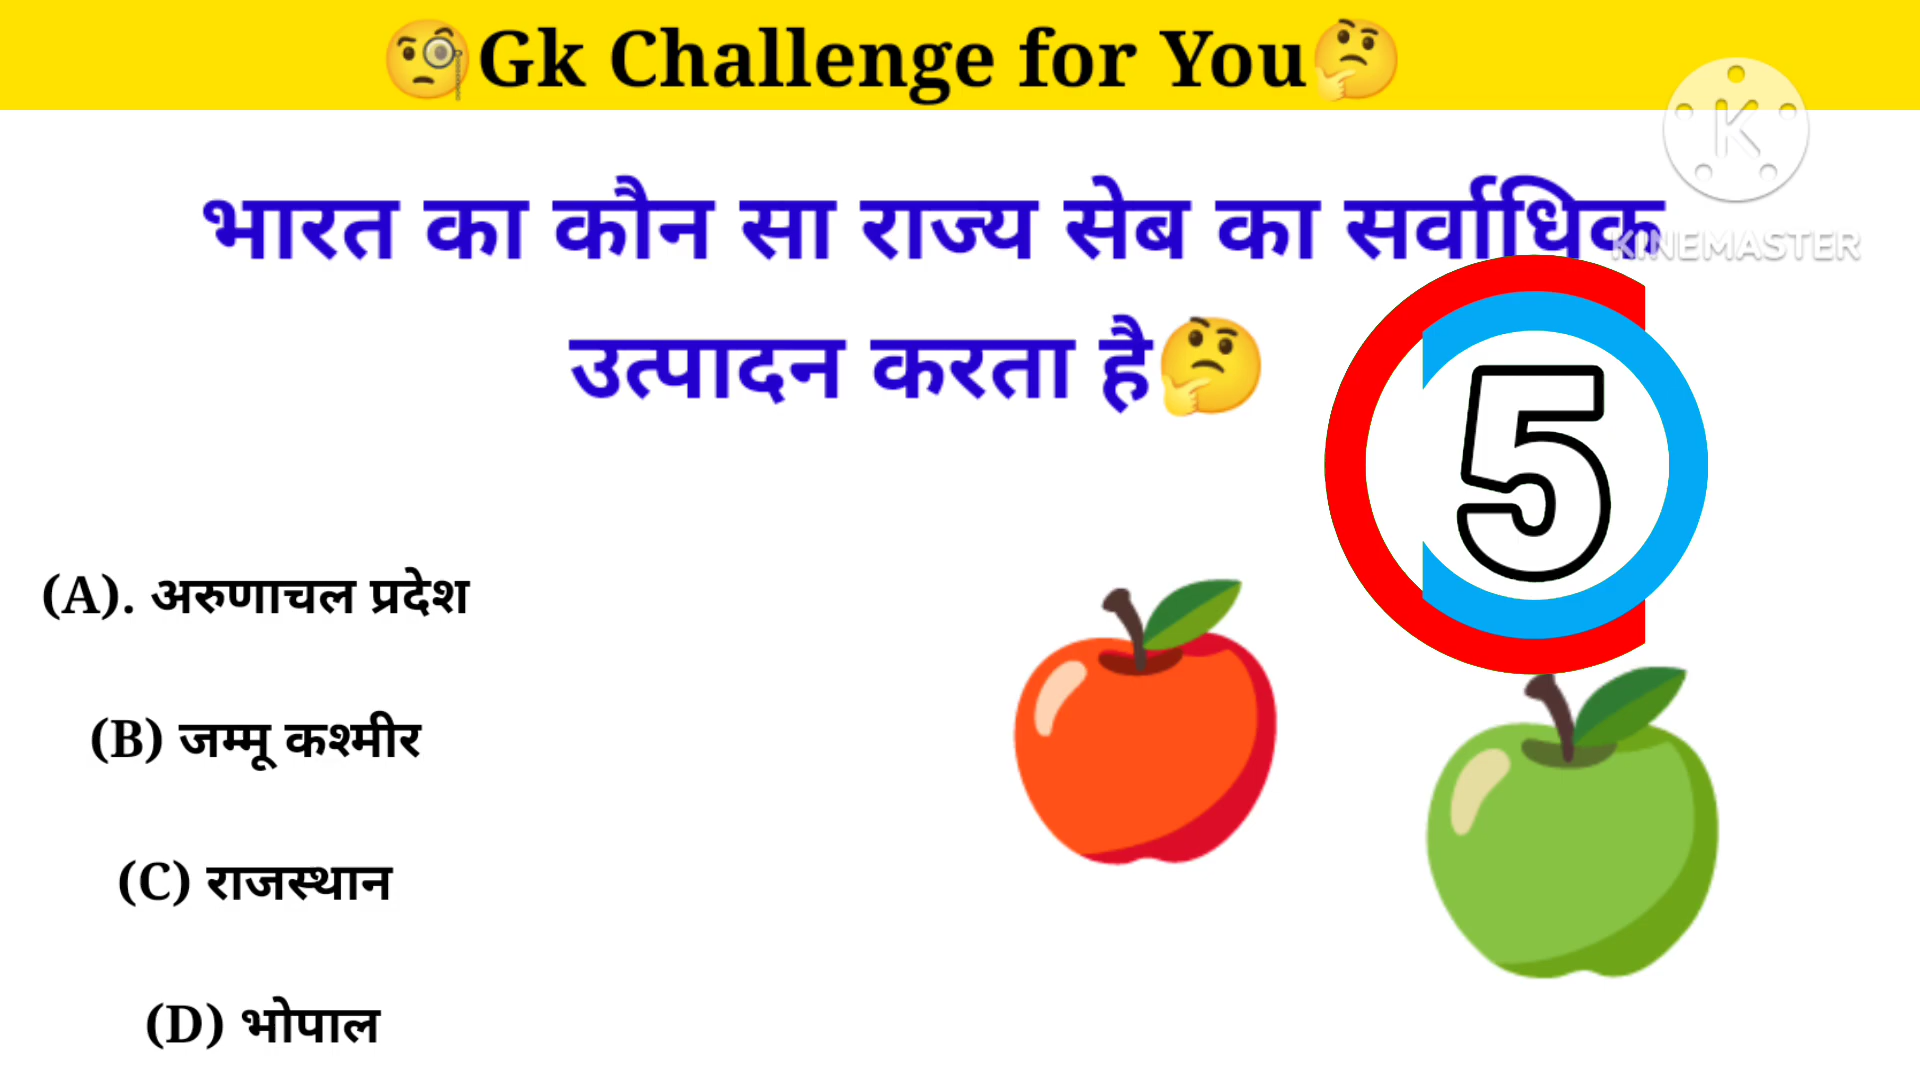 🧐Gk Challenge for You🤔
भारत का कौन सा राज्य सेब का सर्वाधिक
उत्पादन करता है🤔
K
KINEMASTER
5
(A). अरुणाचल प्रदेश
(B) जम्मू कश्मीर
(C) राजस्थान
(D) भोपाल